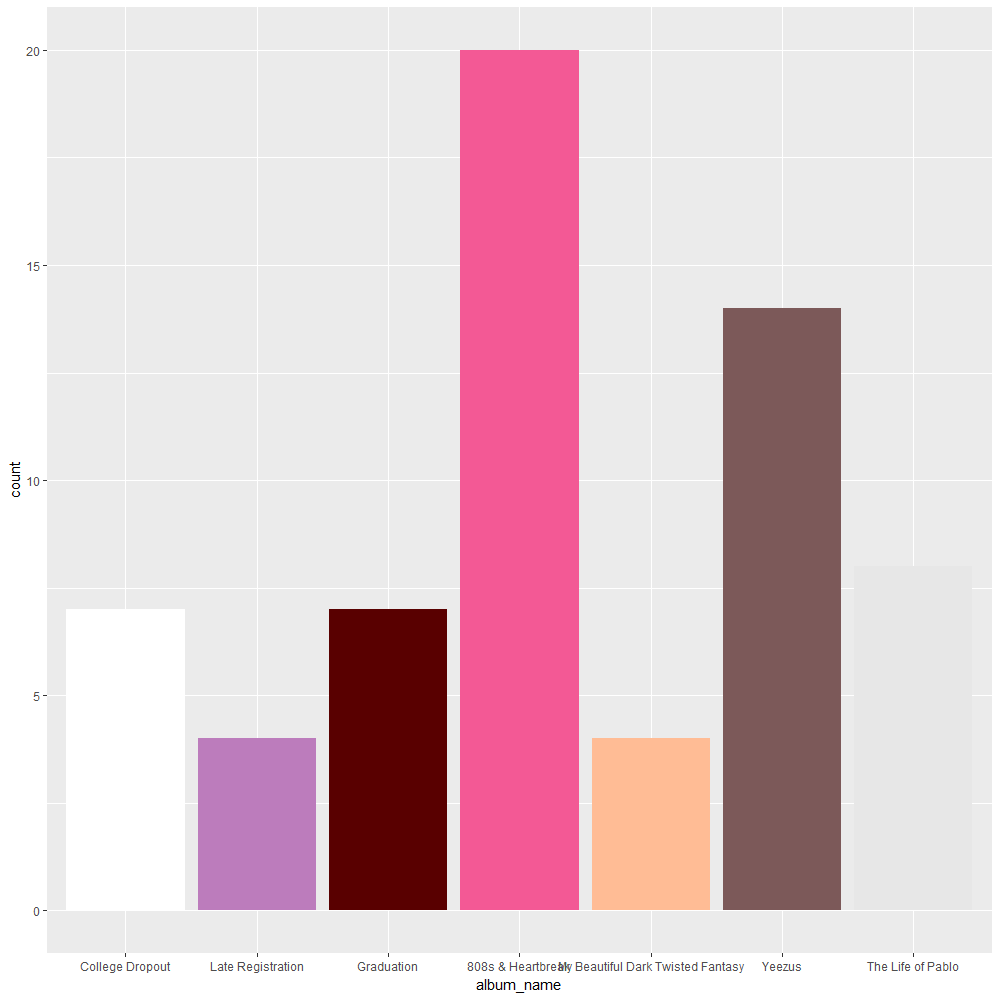 20
15
10
5
0
count
College Dropout
Late Registration
Graduation
808s & Heartbreak
My Beautiful Dark Twisted Fantasy
Yeezus
The Life of Pablo
album_name